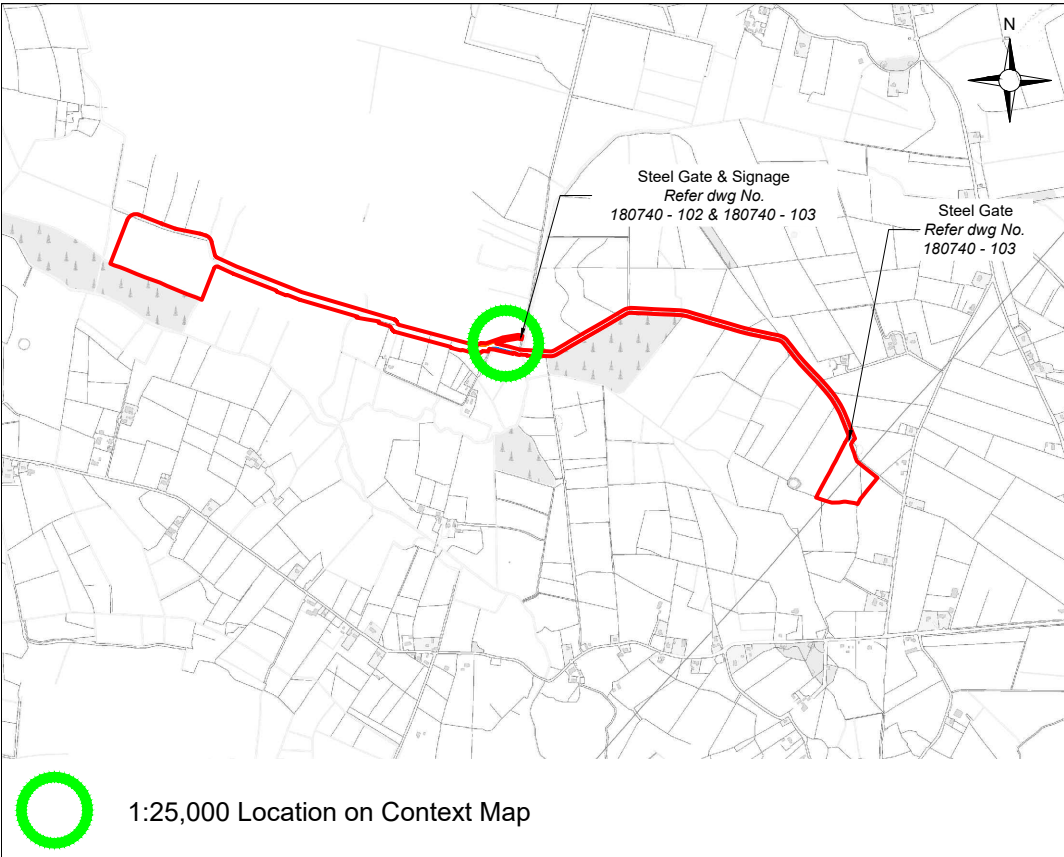 N
Steel Gate & Signage
Refer dwg No.
180740 - 102 & 180740 - 103
Steel Gate
Refer dwg No.
180740 - 103
1:25,000 Location on Context Map